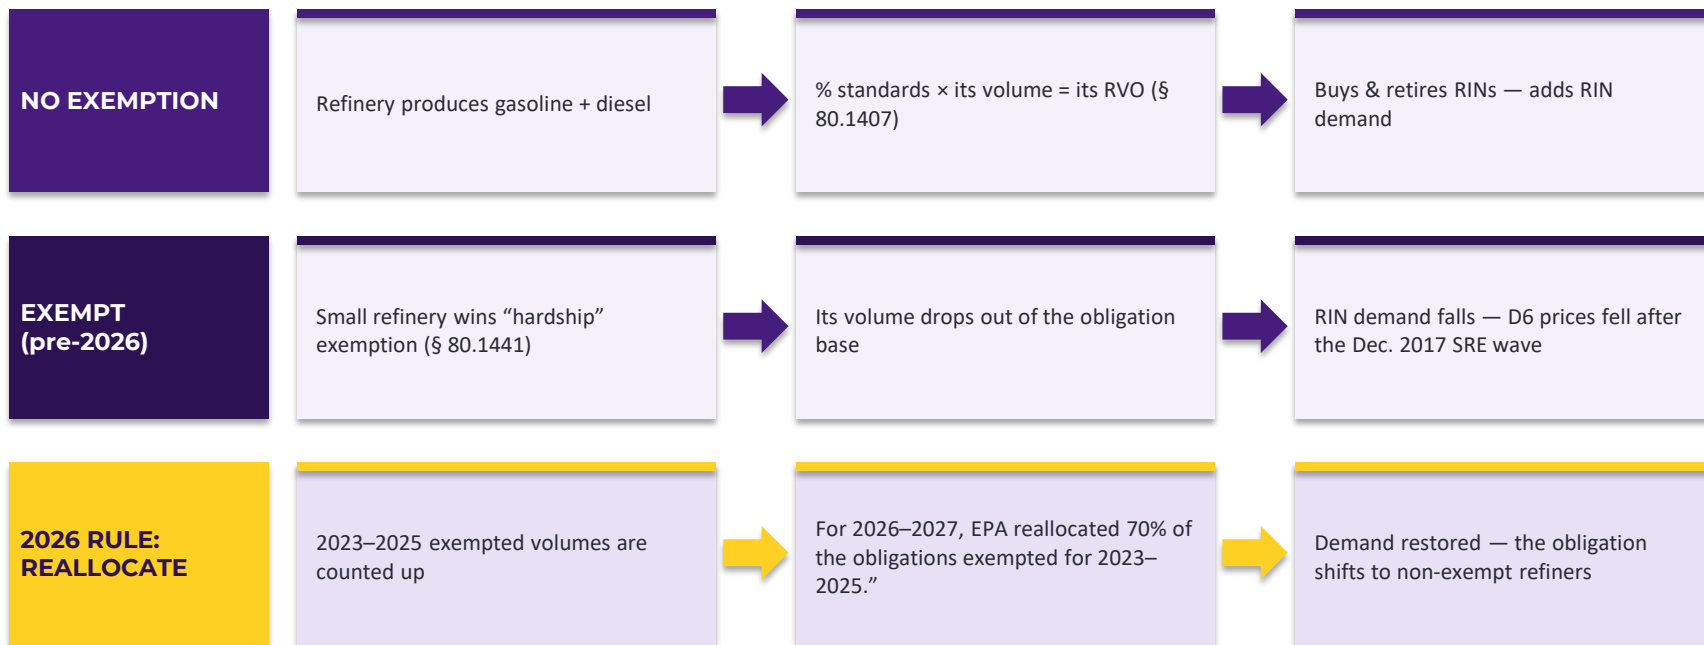 NO EXEMPTION
Refinery produces gasoline + diesel
% standards × its volume = its RVO (§
80.1407)
Buys & retires RINs — adds RIN
demand
EXEMPT
(pre-2026)
Small refinery wins “hardship”
exemption (§ 80.1441)
Its volume drops out of the obligation
base
RIN demand falls — D6 prices fell after
the Dec. 2017 SRE wave
2026 RULE:
REALLOCATE
2023–2025 exempted volumes are
counted up
For 2026–2027, EPA reallocated 70% of
the obligations exempted for 2023–
2025.”
Demand restored — the obligation
shifts to non-exempt refiners